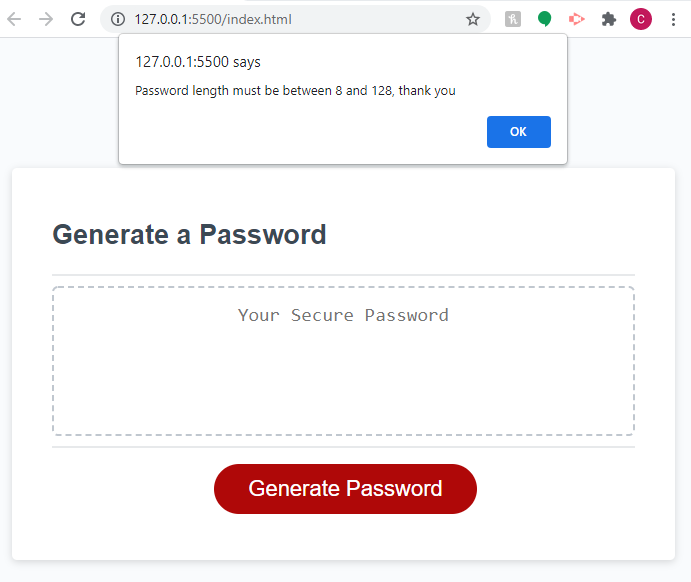 127.0.0.1:5500/index.html
C
127.0.0.1:5500 says
Password length must be between 8 and 128, thank you
OK
Generate a Password
Your Secure Password
Generate Password